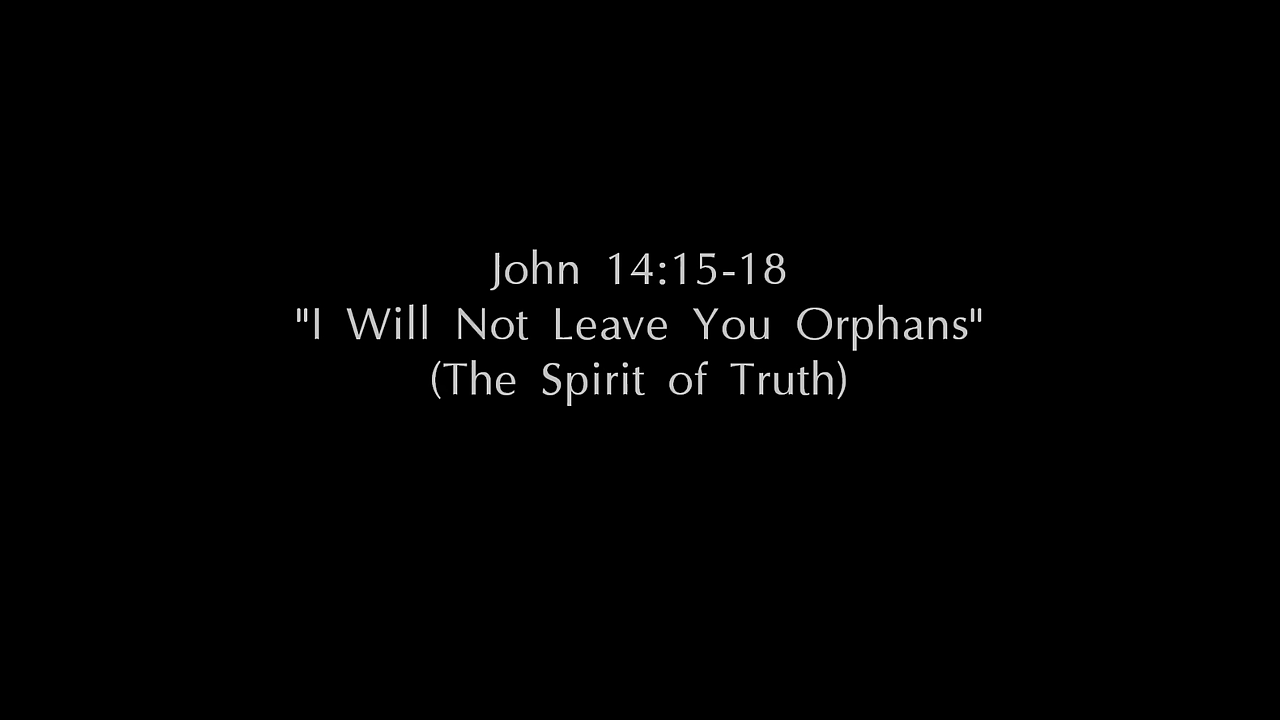 John 14:15-18
"I Will Not Leave You Orphans"
(The Spirit of Truth)